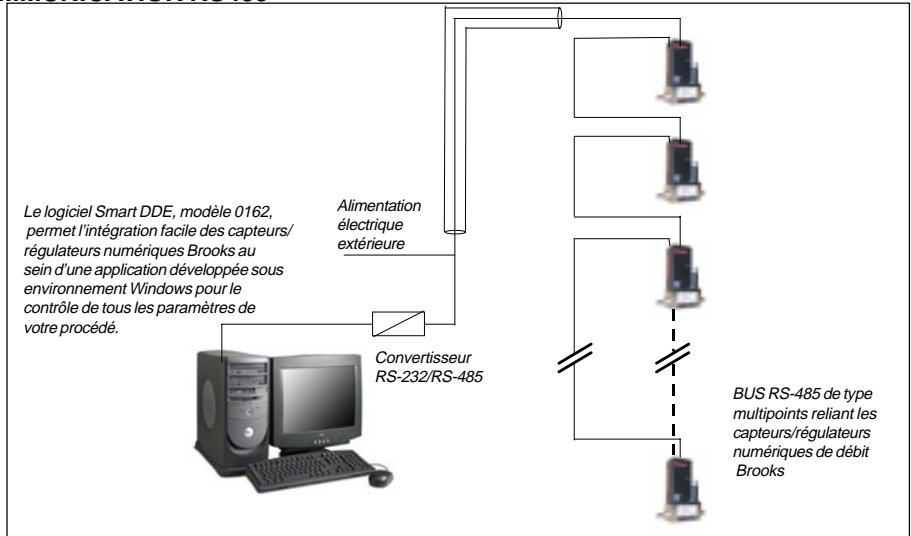 Le logiciel Smart DDE, modèle 0162,
permet l'intégration facile des capteurs/
régulateurs numériques Brooks au
sein d'une application développée sous
environnement Windows pour le
contrôle de tous les paramètres de
votre procédé.
Alimentation
électrique
extérieure
Convertisseur
RS-232/RS-485
BUS RS-485 de type
multipoints reliant les
capteurs/régulateurs
numériques de débit
Brooks